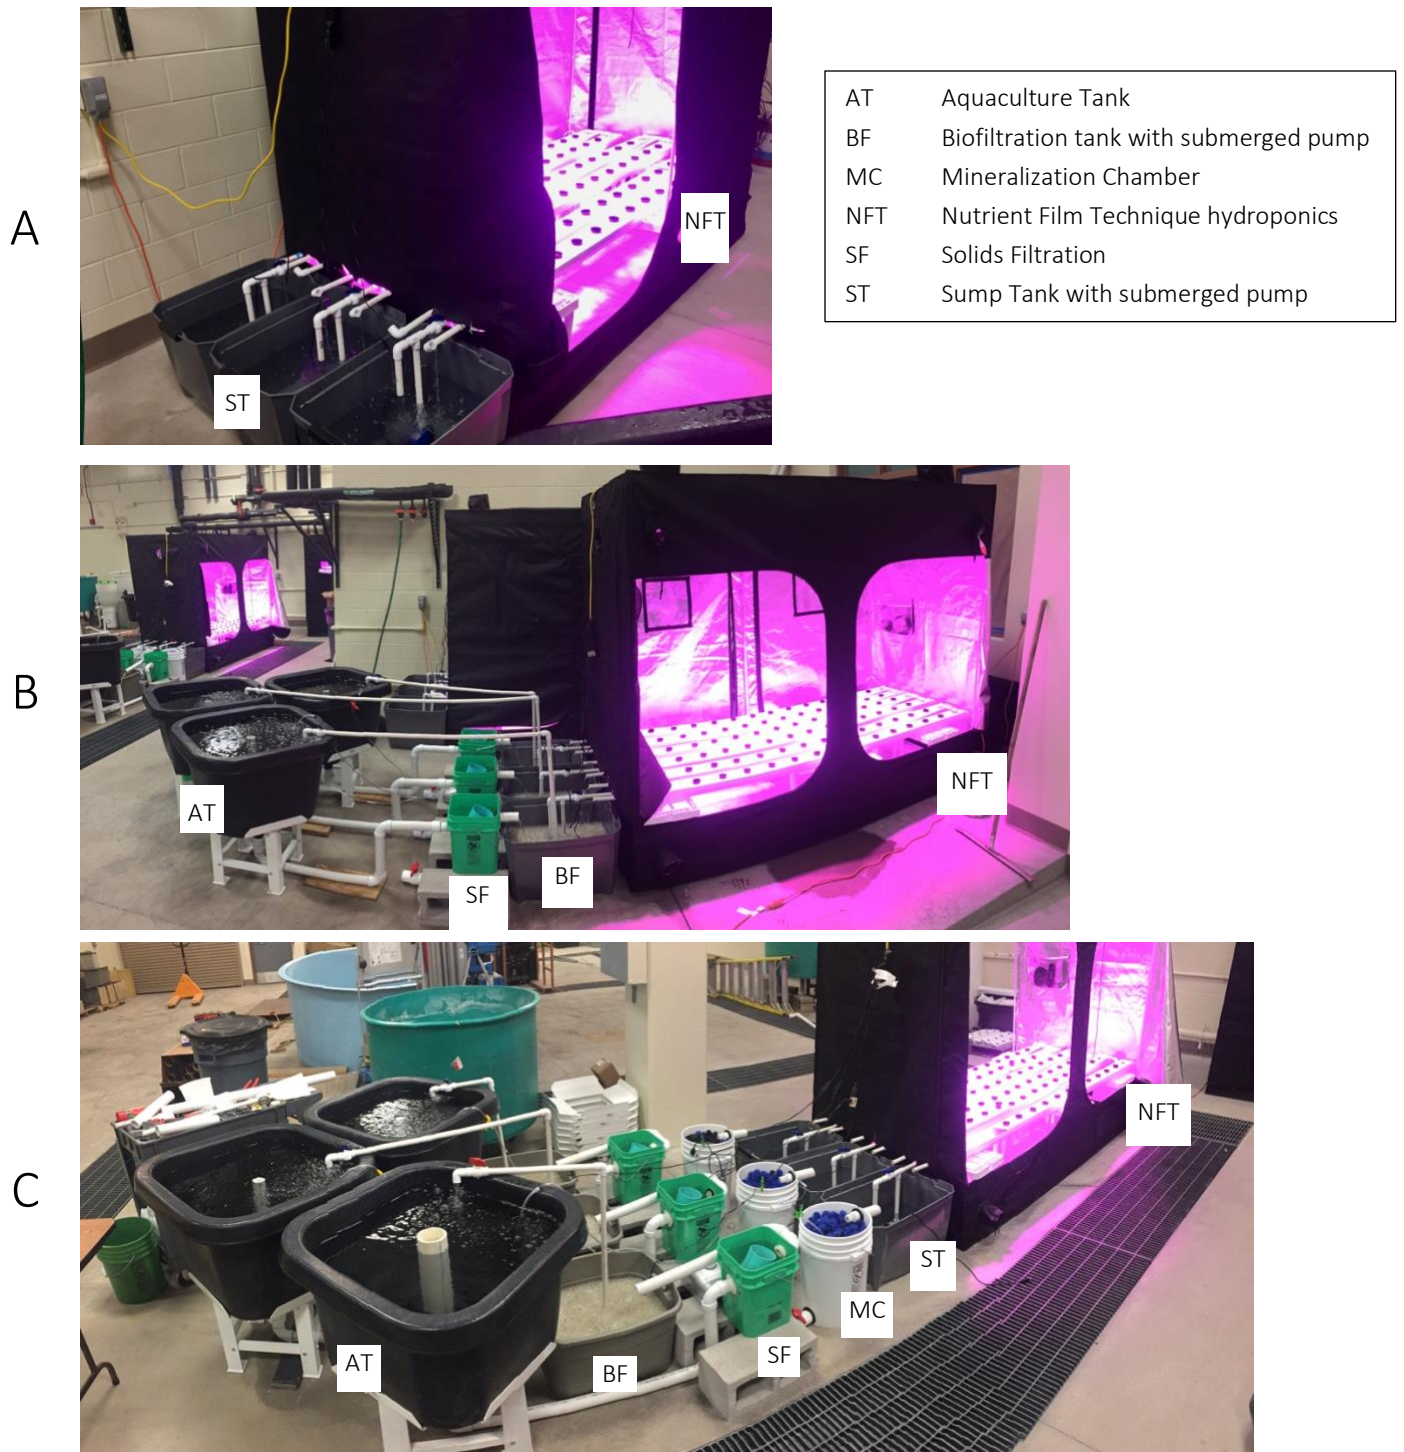 A
AT Aquaculture Tank
BF Biofiltration tank with submerged pump
MC Mineralization Chamber
NFT Nutrient Film Technique hydroponics
SF Solids Filtration
ST Sump Tank with submerged pump
NFT
ST
B
AT
SF
BF
NFT
C
NFT
ST
MC
SF
BF
AT